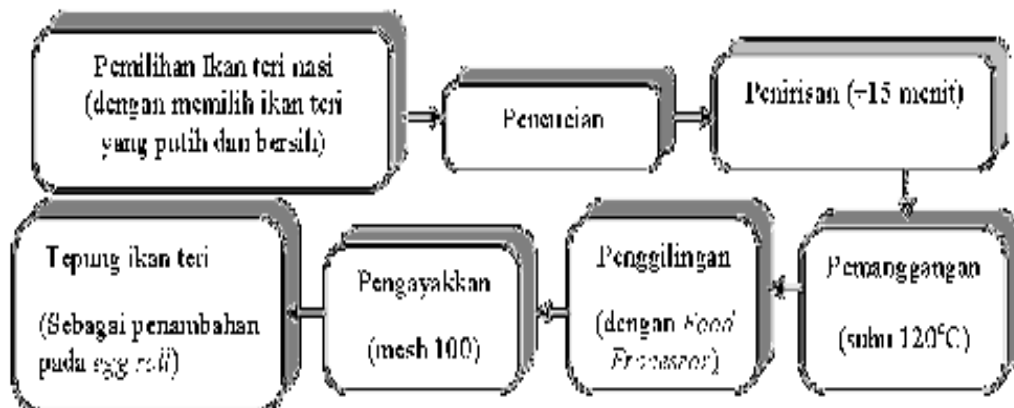 Pemilihan Ikan teri nasi
(dengan memilih ikan teri
yang putih dan bersih)
Pencucian
Penirisan (±15 menit)
Pemanggangan
(suhu 120°C)
Penggilingan
(dengan Food
Processor)
Pengayakkan
(mesh 100)
Tepung ikan teri
(Sebagai penambahan
pada egg roll)